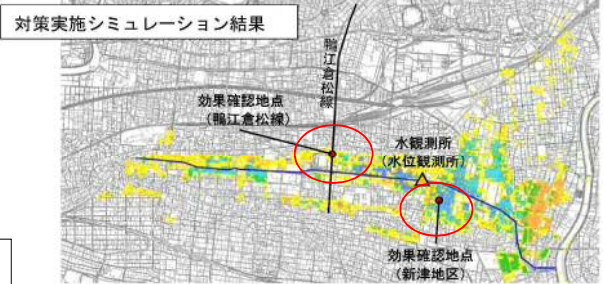 対策実施シミュレーション結果
鴨江倉松線
効果確認地点
（鴨江倉松線）
水観測所
（水位観測所）
効果確認地点
（新津地区）